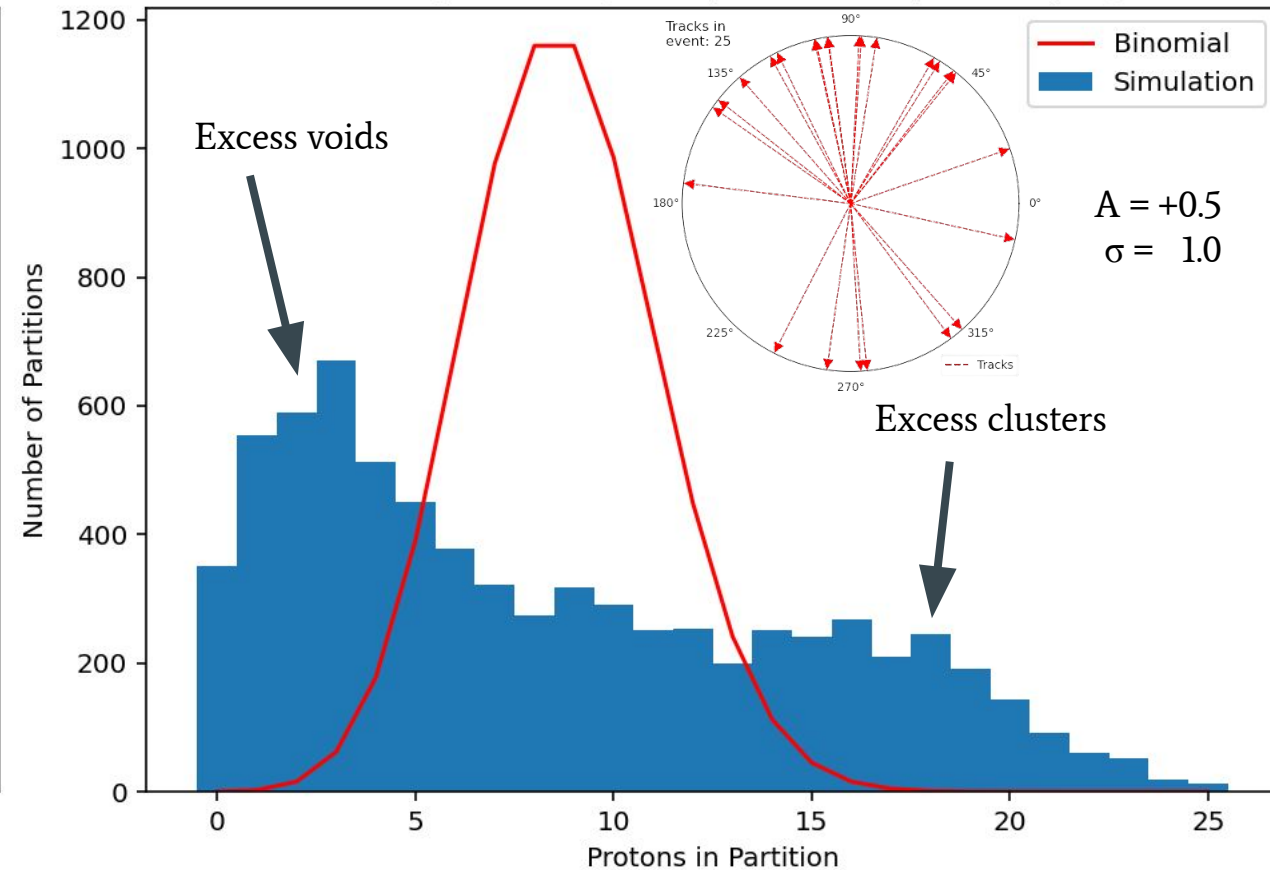 1200
1000
800
600
400
200
0
Number of Partitions
0
5
10
15
20
25
Protons in Partition
Excess voids
Tracks in
event: 25
90°
135°
45°
180°
0°
225°
315°
270°
Tracks
Binomial
Simulation
A = +0.5
σ = 1.0
Excess clusters